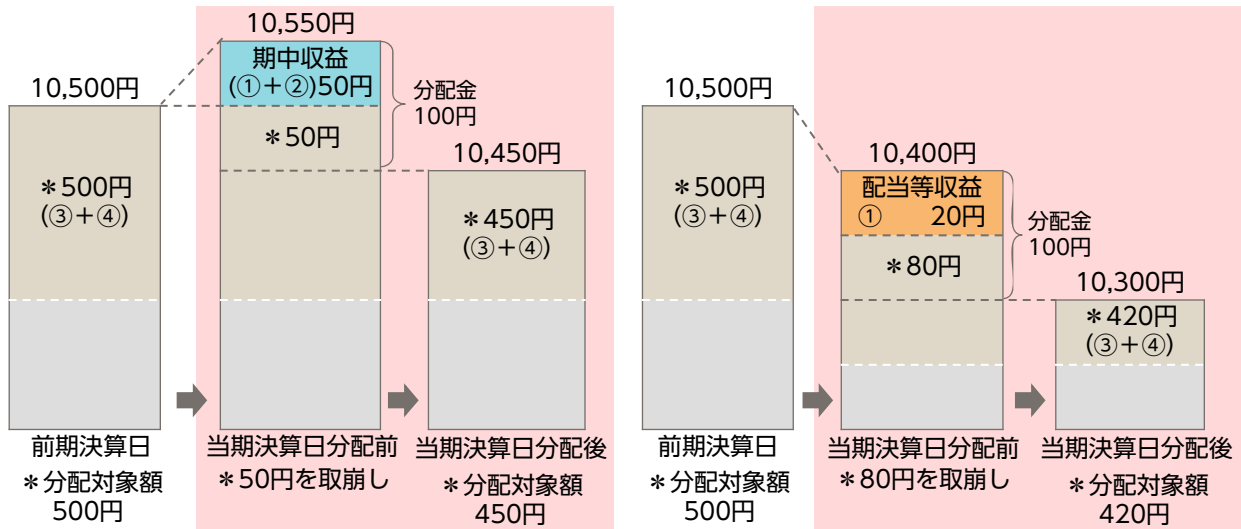 10,500円
10,550円
期中収益
(①＋②)50円
分配金
100円
＊50円
10,450円
＊500円
(③＋④)
＊450円
(③＋④)
前期決算日
当期決算日分配前
当期決算日分配後
＊分配対象額
500円
＊50円を取崩し
＊分配対象額
450円
10,500円
10,400円
配当等収益
① 20円
分配金
100円
＊500円
(③＋④)
＊80円
10,300円
＊420円
(③＋④)
前期決算日
当期決算日分配前
当期決算日分配後
＊分配対象額
500円
＊80円を取崩し
＊分配対象額
420円